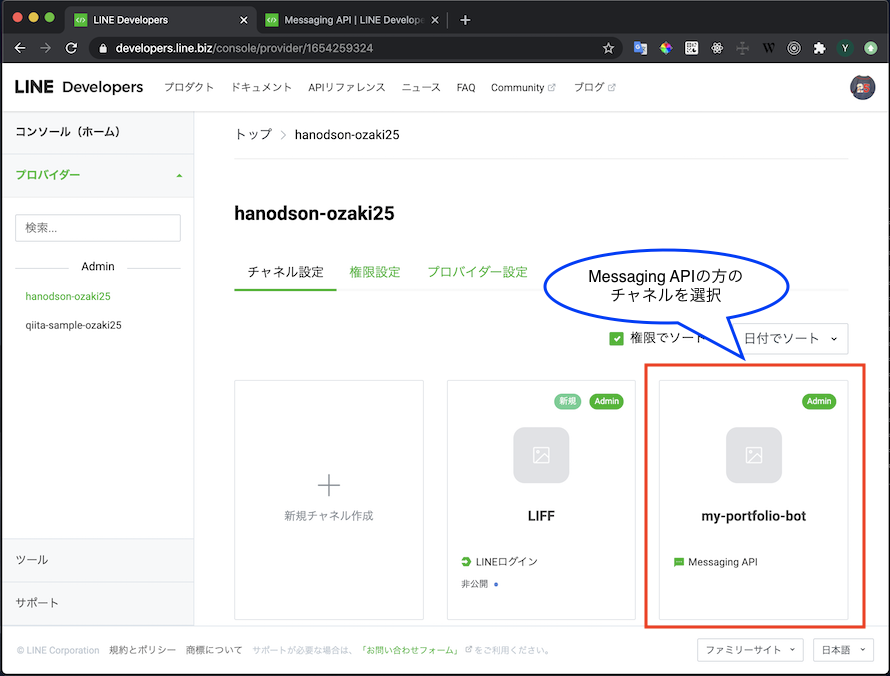 LINE Developers
Messaging API | LINE Develope
developers.line.biz/console/provider/1654259324
Y
LINE Developers
プロダクト
ドキュメント
APIリファレンス
ニュース
FAQ
Community
ブログ
25
コンソール（ホーム）
プロバイダー
検索...
Admin
hanodson-ozaki25
qiita-sample-ozaki25
ツール
サポート
トップ
hanodson-ozaki25
hanodson-ozaki25
チャネル設定
権限設定
プロバイダー設定
Messaging APIの方の
チャネルを選択
権限でソート
日付でソート
新規チャネル作成
新規
Admin
LIFF
LINEログイン
非公開
Admin
my-portfolio-bot
Messaging API
© LINE Corporation
規約とポリシー
商標について
サポートが必要な場合は、「お問い合わせフォーム」をご利用ください。
ファミリーサイト
日本語